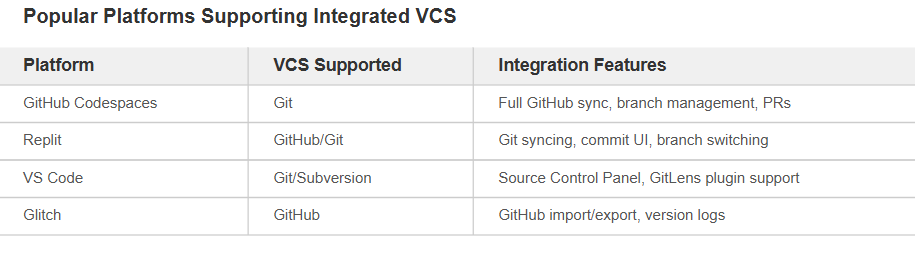 Popular Platforms Supporting Integrated VCS
Platform VCS Supported Integration Features
GitHub Codespaces Git Full GitHub sync, branch management, PRs
Replit GitHub/Git Git syncing, commit UI, branch switching
VS Code Git/Subversion Source Control Panel, GitLens plugin support
Glitch GitHub GitHub import/export, version logs